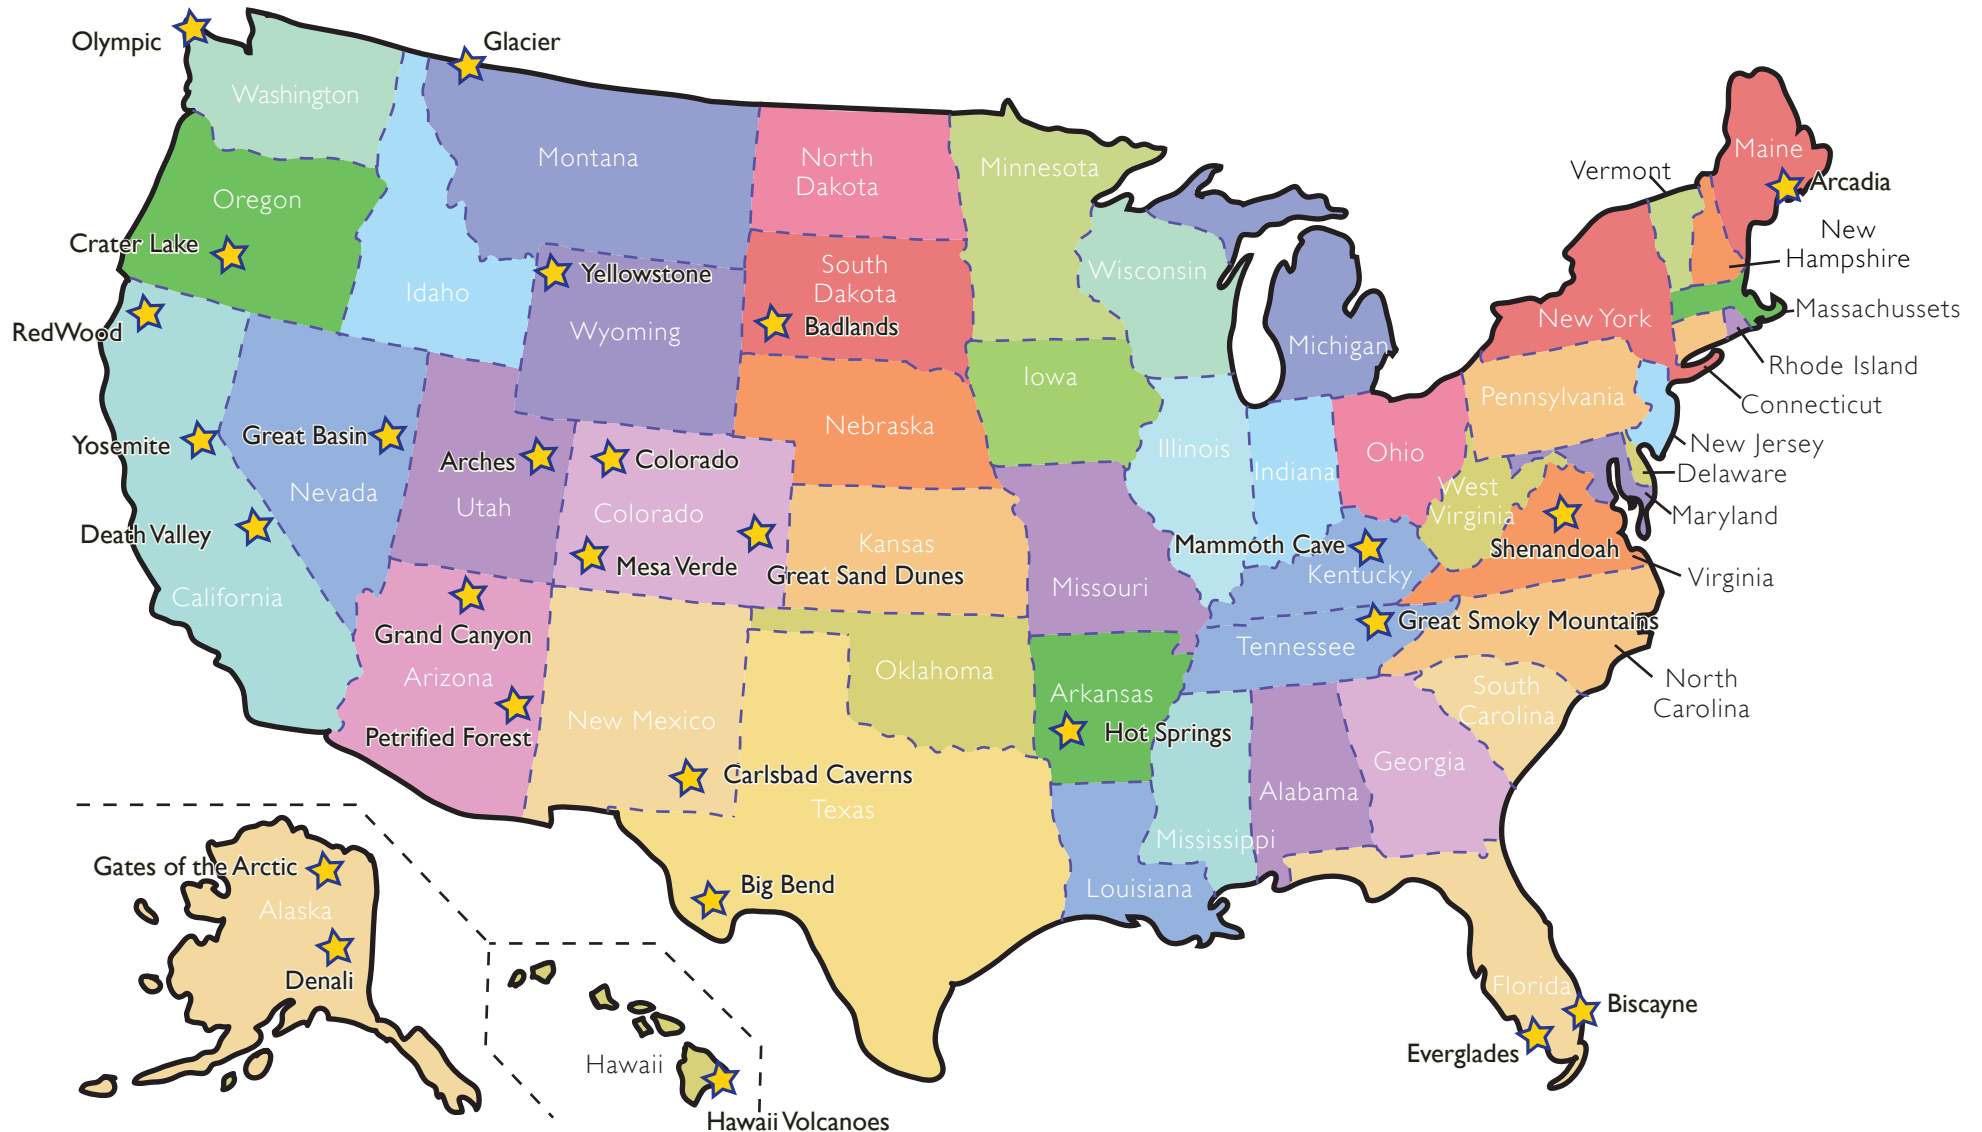 Olympic
Glacier
Washington
Montana
North
Dakota
Minnesota
Maine
Vermont
Arcadia
Oregon
New
Hampshire
Crater Lake
Yellowstone
Wisconsin
Idaho
South
Dakota
Massachussets
RedWood
Wyoming
Badlands
New York
Michigan
Rhode Island
Iowa
Pennsylvania
Connecticut
Nebraska
Yosemite
Great Basin
Arches
Colorado
Illinois
Indiana
Ohio
New Jersey
Delaware
Nevada
Utah
Colorado
West
Virginia
Maryland
Death Valley
Mesa Verde
Kansas
Great Sand Dunes
Mammoth Cave
Kentucky
Shenandoah
Virginia
California
Missouri
Grand Canyon
Great Smoky Mountains
Tennessee
Arizona
Oklahoma
Arkansas
South
Carolina
North
Carolina
New Mexico
Petrified Forest
Hot Springs
Carlsbad Caverns
Texas
Georgia
Alabama
Mississippi
Gates of the Arctic
Big Bend
Louisiana
Alaska
Denali
Florida
Biscayne
Everglades
Hawaii
Hawaii Volcanoes